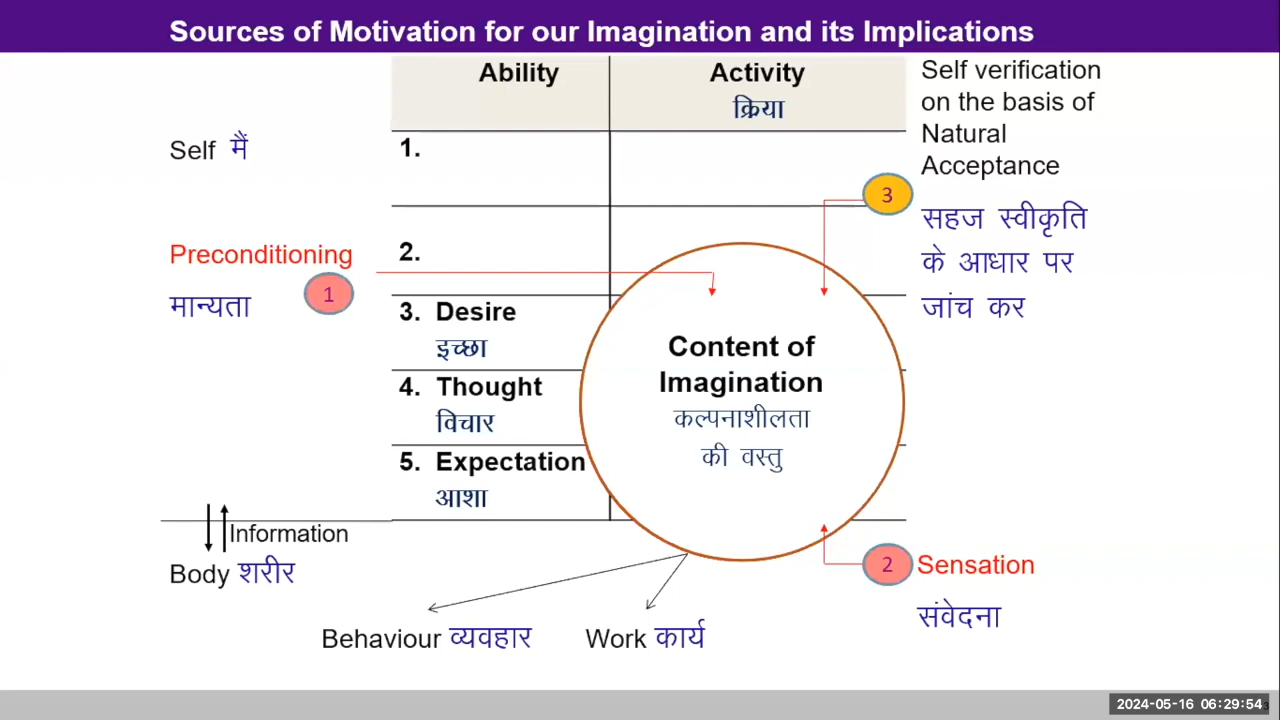 Sources of Motivation for our Imagination and its Implications
Ability
Activity
क्रिया
Self verification
on the basis of
Natural
Acceptance
सहज स्वीकृति
के आधार पर
जांच कर
3
Self मैं
1.
Preconditioning
मान्यता
1
2.
3. Desire
इच्छा
4. Thought
विचार
5. Expectation
आशा
Content of
Imagination
कल्पनाशीलता
की वस्तु
Information
Body शरीर
2 Sensation
संवेदना
Behaviour व्यवहार
Work कार्य
2024-05-16 06:29:54